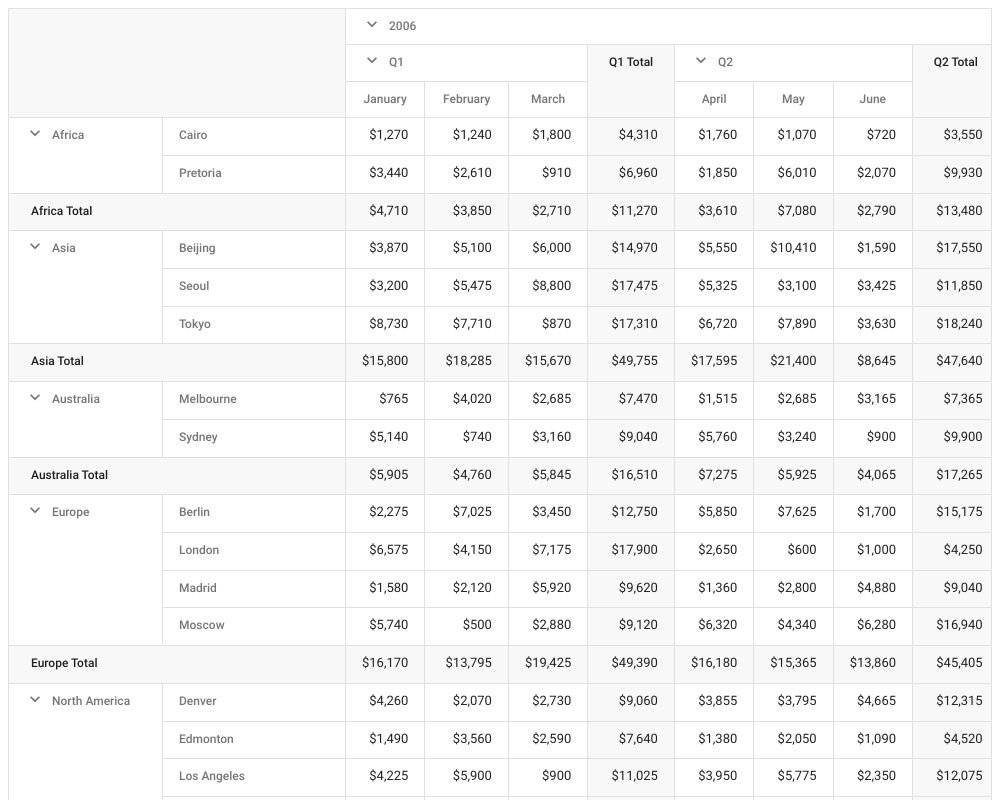 2006
Q1 Q1 Total Q2 Q2 Total
January February March April May June
Africa Cairo $1,270 $1,240 $1,800 $4,310 $1,760 $1,070 $720 $3,550
Pretoria $3,440 $2,610 $910 $6,960 $1,850 $6,010 $2,070 $9,930
Africa Total $4,710 $3,850 $2,710 $11,270 $3,610 $7,080 $2,790 $13,480
Asia Beijing $3,870 $5,100 $6,000 $14,970 $5,550 $10,410 $1,590 $17,550
Seoul $3,200 $5,475 $8,800 $17,475 $5,325 $3,100 $3,425 $11,850
Tokyo $8,730 $7,710 $870 $17,310 $6,720 $7,890 $3,630 $18,240
Asia Total $15,800 $18,285 $15,670 $49,755 $17,595 $21,400 $8,645 $47,640
Australia Melbourne $765 $4,020 $2,685 $7,470 $1,515 $2,685 $3,165 $7,365
Sydney $5,140 $740 $3,160 $9,040 $5,760 $3,240 $900 $9,900
Australia Total $5,905 $4,760 $5,845 $16,510 $7,275 $5,925 $4,065 $17,265
Europe Berlin $2,275 $7,025 $3,450 $12,750 $5,850 $7,625 $1,700 $15,175
London $6,575 $4,150 $7,175 $17,900 $2,650 $600 $1,000 $4,250
Madrid $1,580 $2,120 $5,920 $9,620 $1,360 $2,800 $4,880 $9,040
Moscow $5,740 $500 $2,880 $9,120 $6,320 $4,340 $6,280 $16,940
Europe Total $16,170 $13,795 $19,425 $49,390 $16,180 $15,365 $13,860 $45,405
North America Denver $4,260 $2,070 $2,730 $9,060 $3,855 $3,795 $4,665 $12,315
Edmonton $1,490 $3,560 $2,590 $7,640 $1,380 $2,050 $1,090 $4,520
Los Angeles $4,225 $5,900 $900 $11,025 $3,950 $5,775 $2,350 $12,075